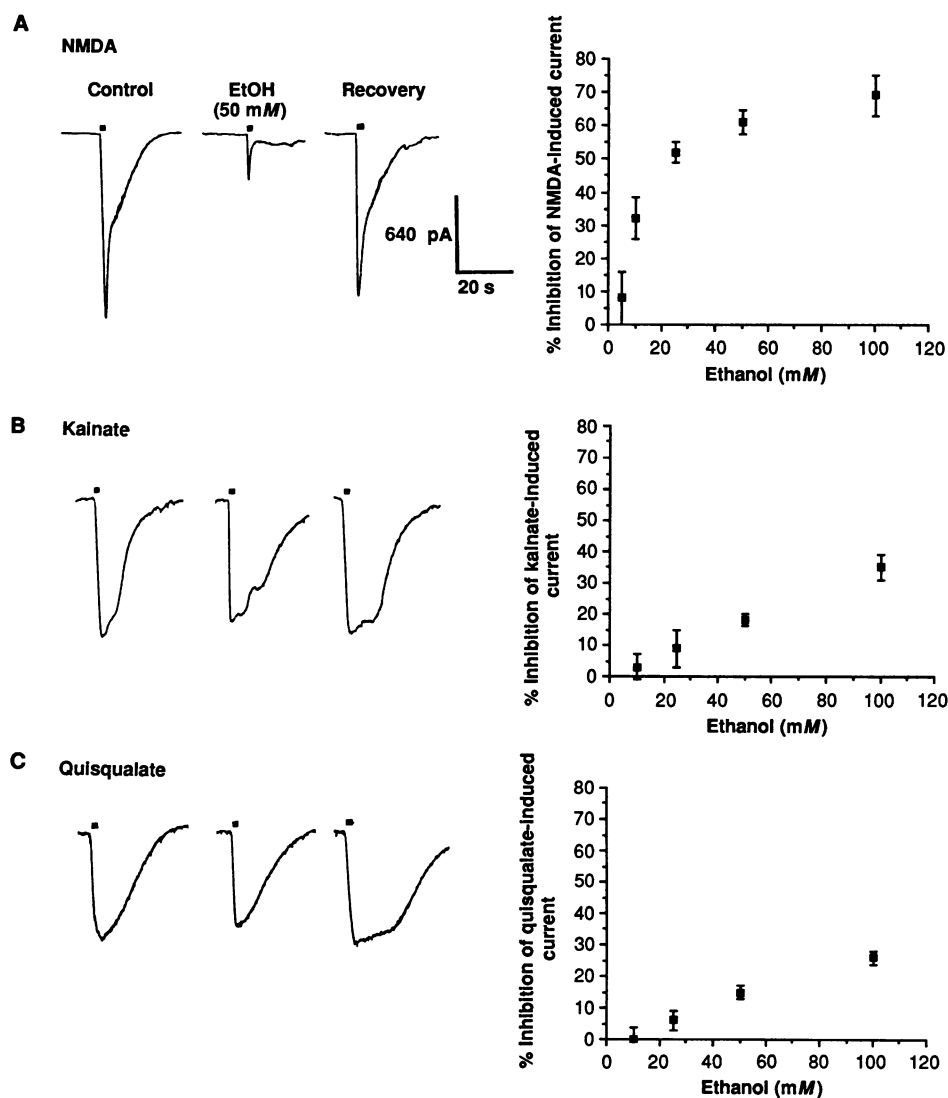 A
NMDA
Control
EtOH
(50 mM)
Recovery
640 pA
20 s
% Inhibition of NMDA-induced current
80
70
60
50
40
30
20
10
0
0 20 40 60 80 100 120
Ethanol (mM)
B
Kainate
% Inhibition of kainate-induced
current
80
70
60
50
40
30
20
10
0
0 20 40 60 80 100 120
Ethanol (mM)
C
Quisqualate
% Inhibition of quisqualate-induced
current
80
70
60
50
40
30
20
10
0
0 20 40 60 80 100 120
Ethanol (mM)